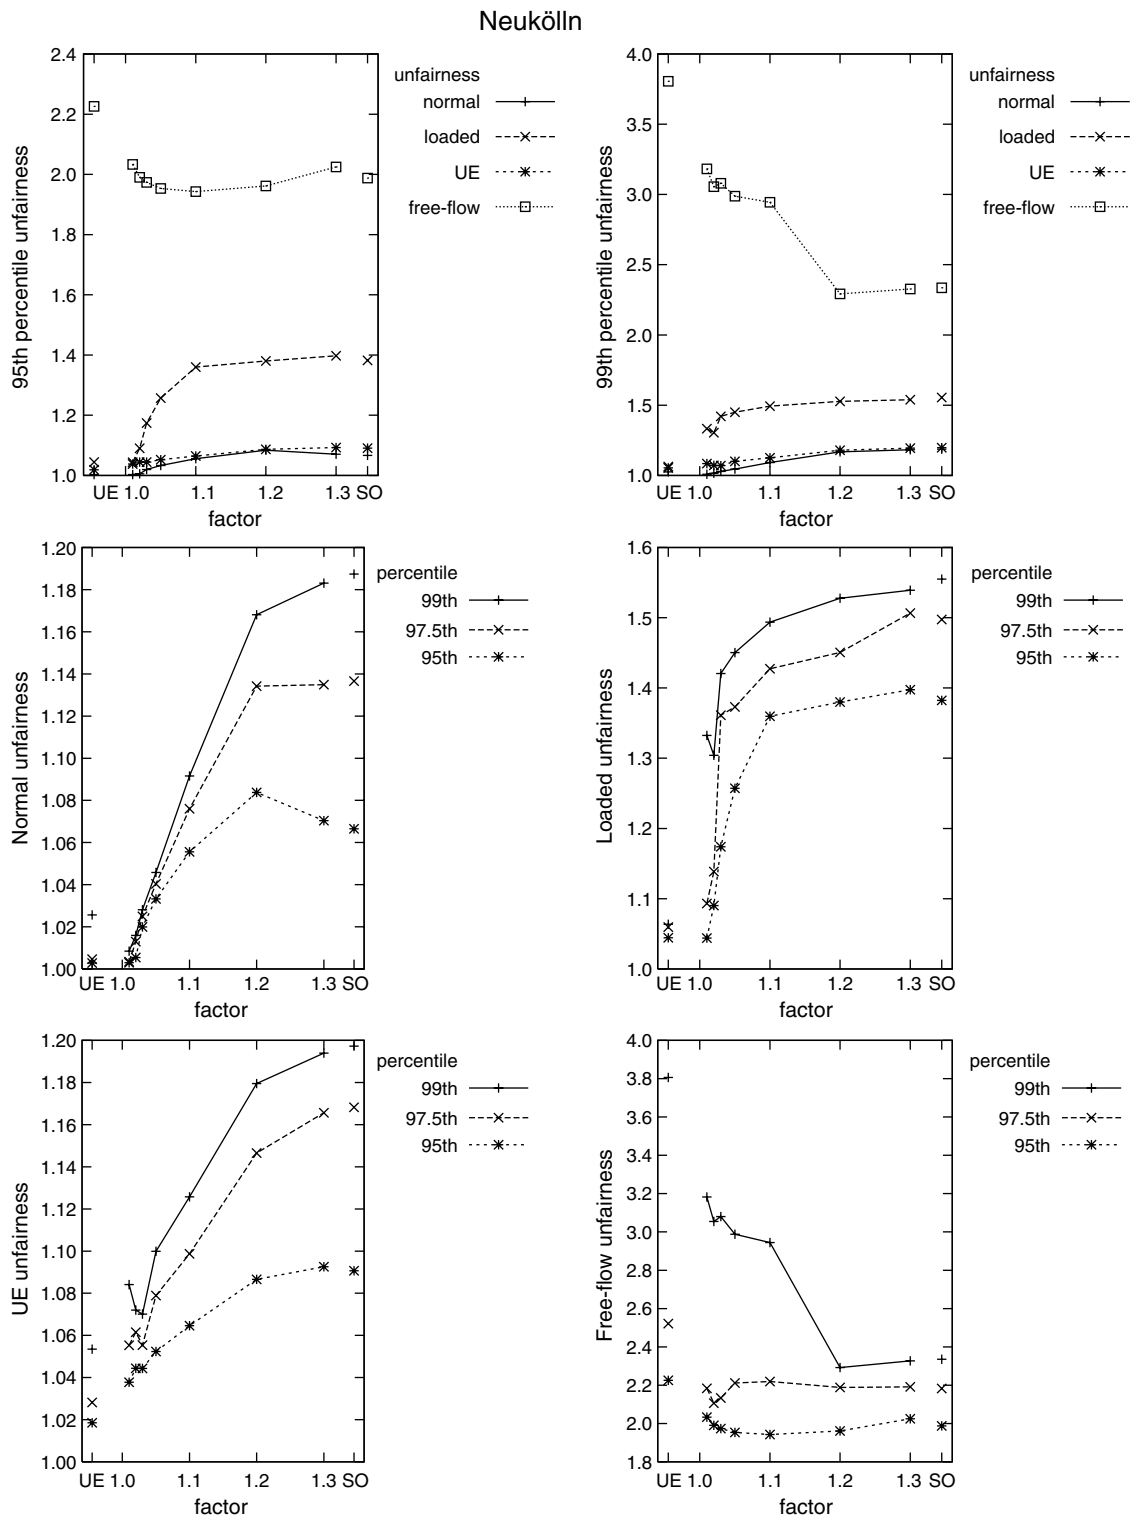 Neukölln
2.4
2.2
2.0
1.8
1.6
1.4
1.2
1.0
95th percentile unfairness
UE 1.0 1.1 1.2 1.3 SO
factor
unfairness
normal
loaded
UE
free-flow
4.0
3.5
3.0
2.5
2.0
1.5
1.0
99th percentile unfairness
UE 1.0 1.1 1.2 1.3 SO
factor
unfairness
normal
loaded
UE
free-flow
1.20
1.18
1.16
1.14
1.12
1.10
1.08
1.06
1.04
1.02
1.00
Normal unfairness
UE 1.0 1.1 1.2 1.3 SO
factor
percentile
99th
97.5th
95th
1.6
1.5
1.4
1.3
1.2
1.1
1.0
Loaded unfairness
UE 1.0 1.1 1.2 1.3 SO
factor
percentile
99th
97.5th
95th
1.20
1.18
1.16
1.14
1.12
1.10
1.08
1.06
1.04
1.02
1.00
UE unfairness
UE 1.0 1.1 1.2 1.3 SO
factor
percentile
99th
97.5th
95th
4.0
3.8
3.6
3.4
3.2
3.0
2.8
2.6
2.4
2.2
2.0
1.8
Free-flow unfairness
UE 1.0 1.1 1.2 1.3 SO
factor
percentile
99th
97.5th
95th